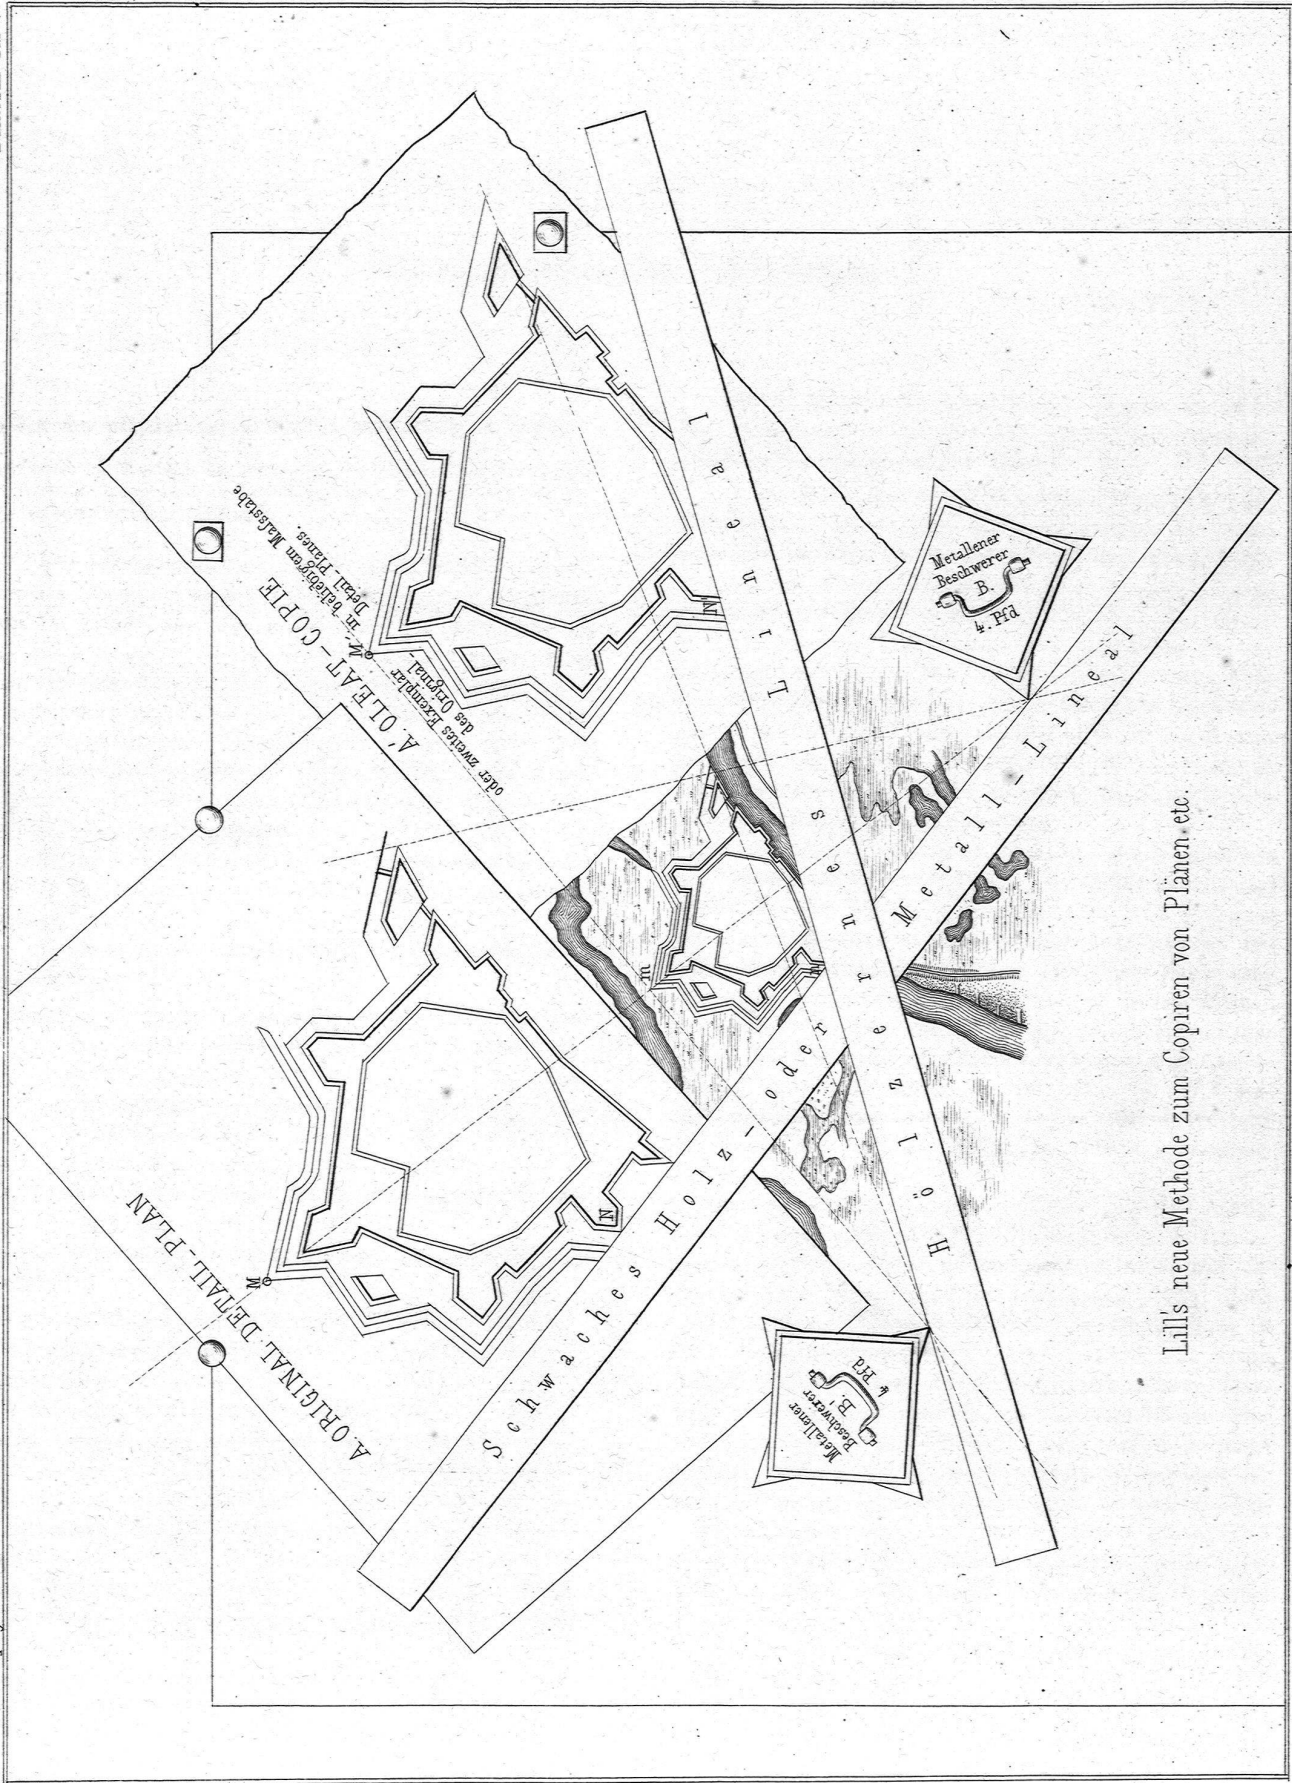 A. ORIGINAL DETAIL-PLAN
M
N
A'. OLEAT-COPIE
oder zweites Exemplar
des Original-
M'
in beliebigem Maſsstabe
Detail-Planes.
N'
m
n
Schwaches Holz- oder Metall-Lineal
Hölzernes Lineal
Metallener
Beschwerer
B.'
4 Pfd
Metallener
Beschwerer
B.
4. Pfd
Lill's neue Methode zum Copiren von Plänen etc.